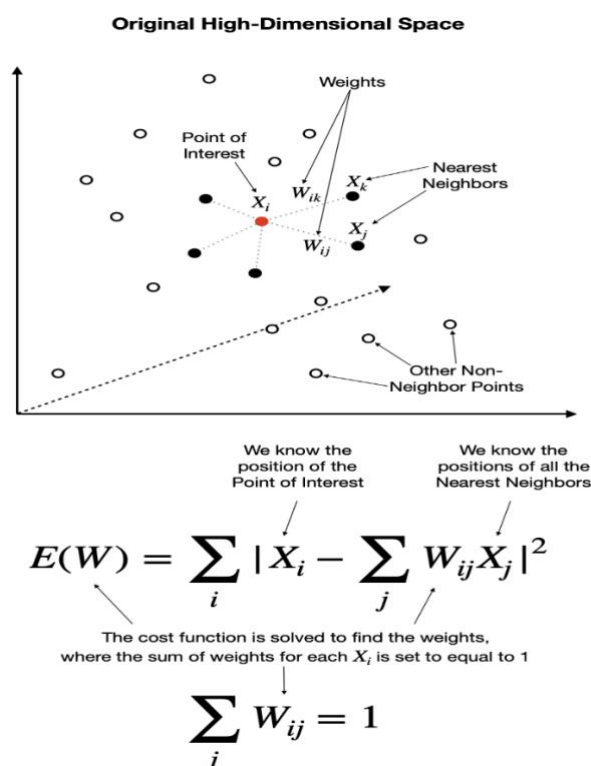 Original High-Dimensional Space
Weights
Point of
Interest
X_i
W_ik
X_k
Nearest
Neighbors
X_j
W_ij
Other Non-
Neighbor Points
We know the
position of the
Point of Interest
We know the
positions of all the
Nearest Neighbors
E(W) = ∑_i | X_i − ∑_j W_ij X_j |²
The cost function is solved to find the weights,
where the sum of weights for each X_i is set to equal to 1
∑_j W_ij = 1